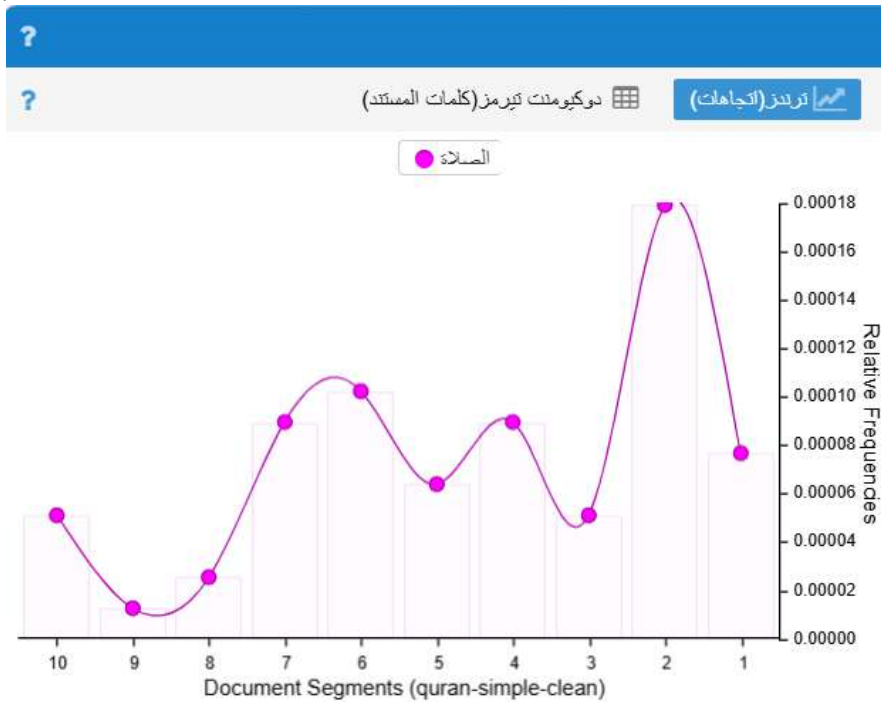 ?
ترندز(اتجاهات) دوكيومنت تيرمز(كلمات المستند) ?
الصلاة
0.00018
0.00016
0.00014
0.00012
0.00010
0.00008
0.00006
0.00004
0.00002
0.00000
Relative Frequencies
10 9 8 7 6 5 4 3 2 1
Document Segments (quran-simple-clean)